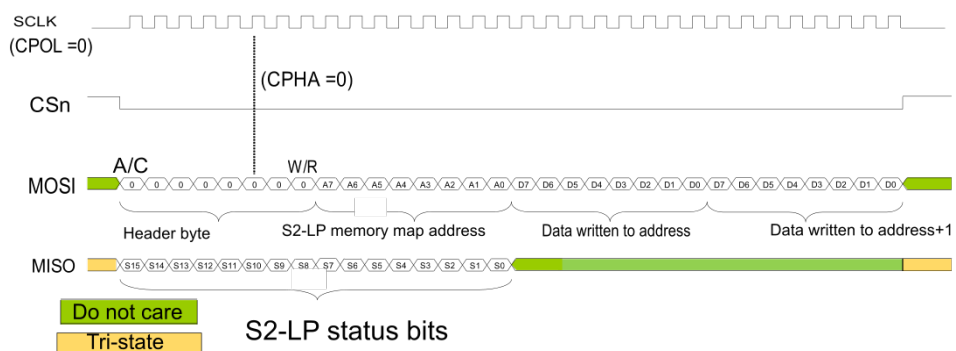 SCLK
(CPOL =0)
(CPHA =0)
CSn
A/C
W/R
MOSI
0 0 0 0 0 0 0 0 A7 A6 A5 A4 A3 A2 A1 A0 D7 D6 D5 D4 D3 D2 D1 D0 D7 D6 D5 D4 D3 D2 D1 D0
Header byte
S2-LP memory map address
Data written to address
Data written to address+1
MISO
S15 S14 S13 S12 S11 S10 S9 S8 S7 S6 S5 S4 S3 S2 S1 S0
Do not care
S2-LP status bits
Tri-state